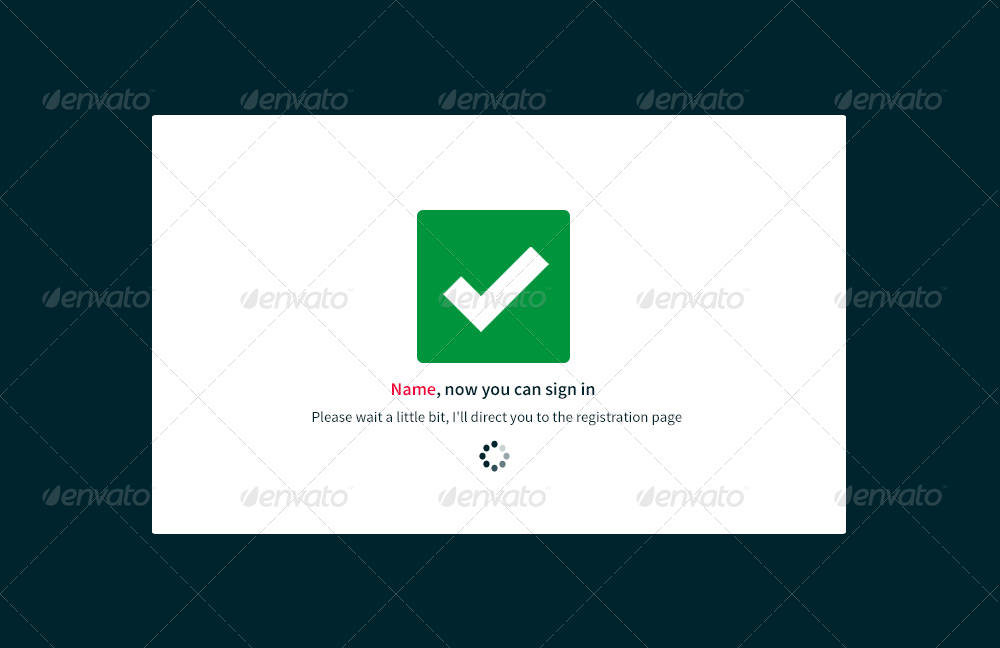 envato envato envato envato envato
Name, now you can sign in
Please wait a little bit, I'll direct you to the registration page
envato envato envato envato envato
envato envato envato envato envato